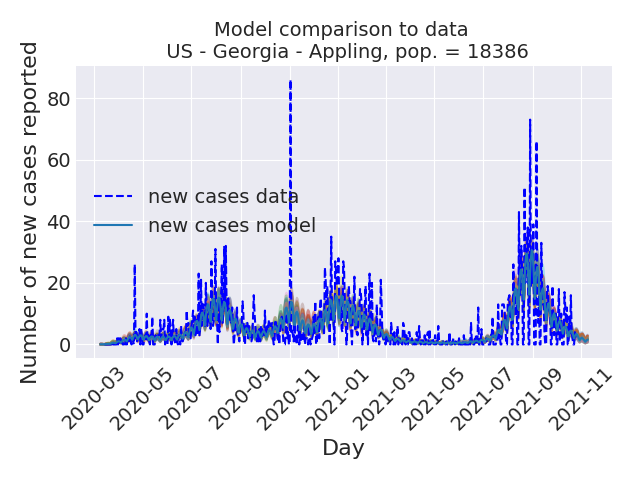 Model comparison to data
US - Georgia - Appling, pop. = 18386
Number of new cases reported
80
60
40
20
0
new cases data
new cases model
2020-03
2020-05
2020-07
2020-09
2020-11
2021-01
2021-03
2021-05
2021-07
2021-09
2021-11
Day